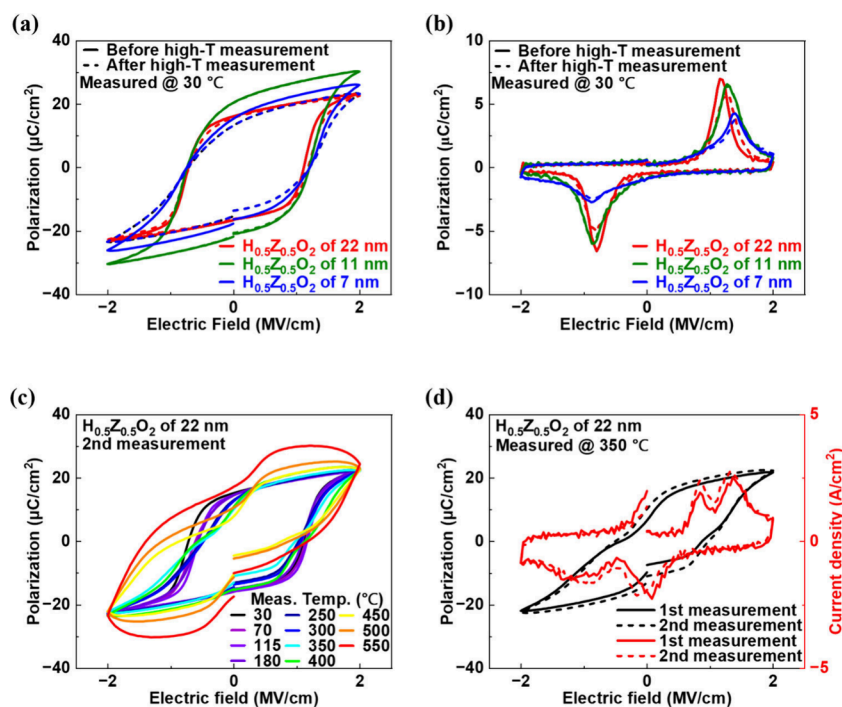 (a)
Before high-T measurement
After high-T measurement
Measured @ 30 ℃
H0.5Z0.5O2 of 22 nm
H0.5Z0.5O2 of 11 nm
H0.5Z0.5O2 of 7 nm
40
20
0
−20
−40
−2
0
2
Polarization (μC/cm2)
Electric Field (MV/cm)
(b)
Before high-T measurement
After high-T measurement
Measured @ 30 ℃
H0.5Z0.5O2 of 22 nm
H0.5Z0.5O2 of 11 nm
H0.5Z0.5O2 of 7 nm
10
5
0
−5
−10
−2
0
2
Polarization (μC/cm2)
Electric Field (MV/cm)
(c)
H0.5Z0.5O2 of 22 nm
2nd measurement
Meas. Temp. (°C)
30 250 450
70 300 500
115 350 550
180 400
40
20
0
−20
−40
−2
0
2
Polarization (μC/cm2)
Electric field (MV/cm)
(d)
H0.5Z0.5O2 of 22 nm
Measured @ 350 ℃
1st measurement
2nd measurement
1st measurement
2nd measurement
40
20
0
−20
−40
−2
0
2
5
0
−5
Polarization (μC/cm2)
Current density (A/cm2)
Electric field (MV/cm)